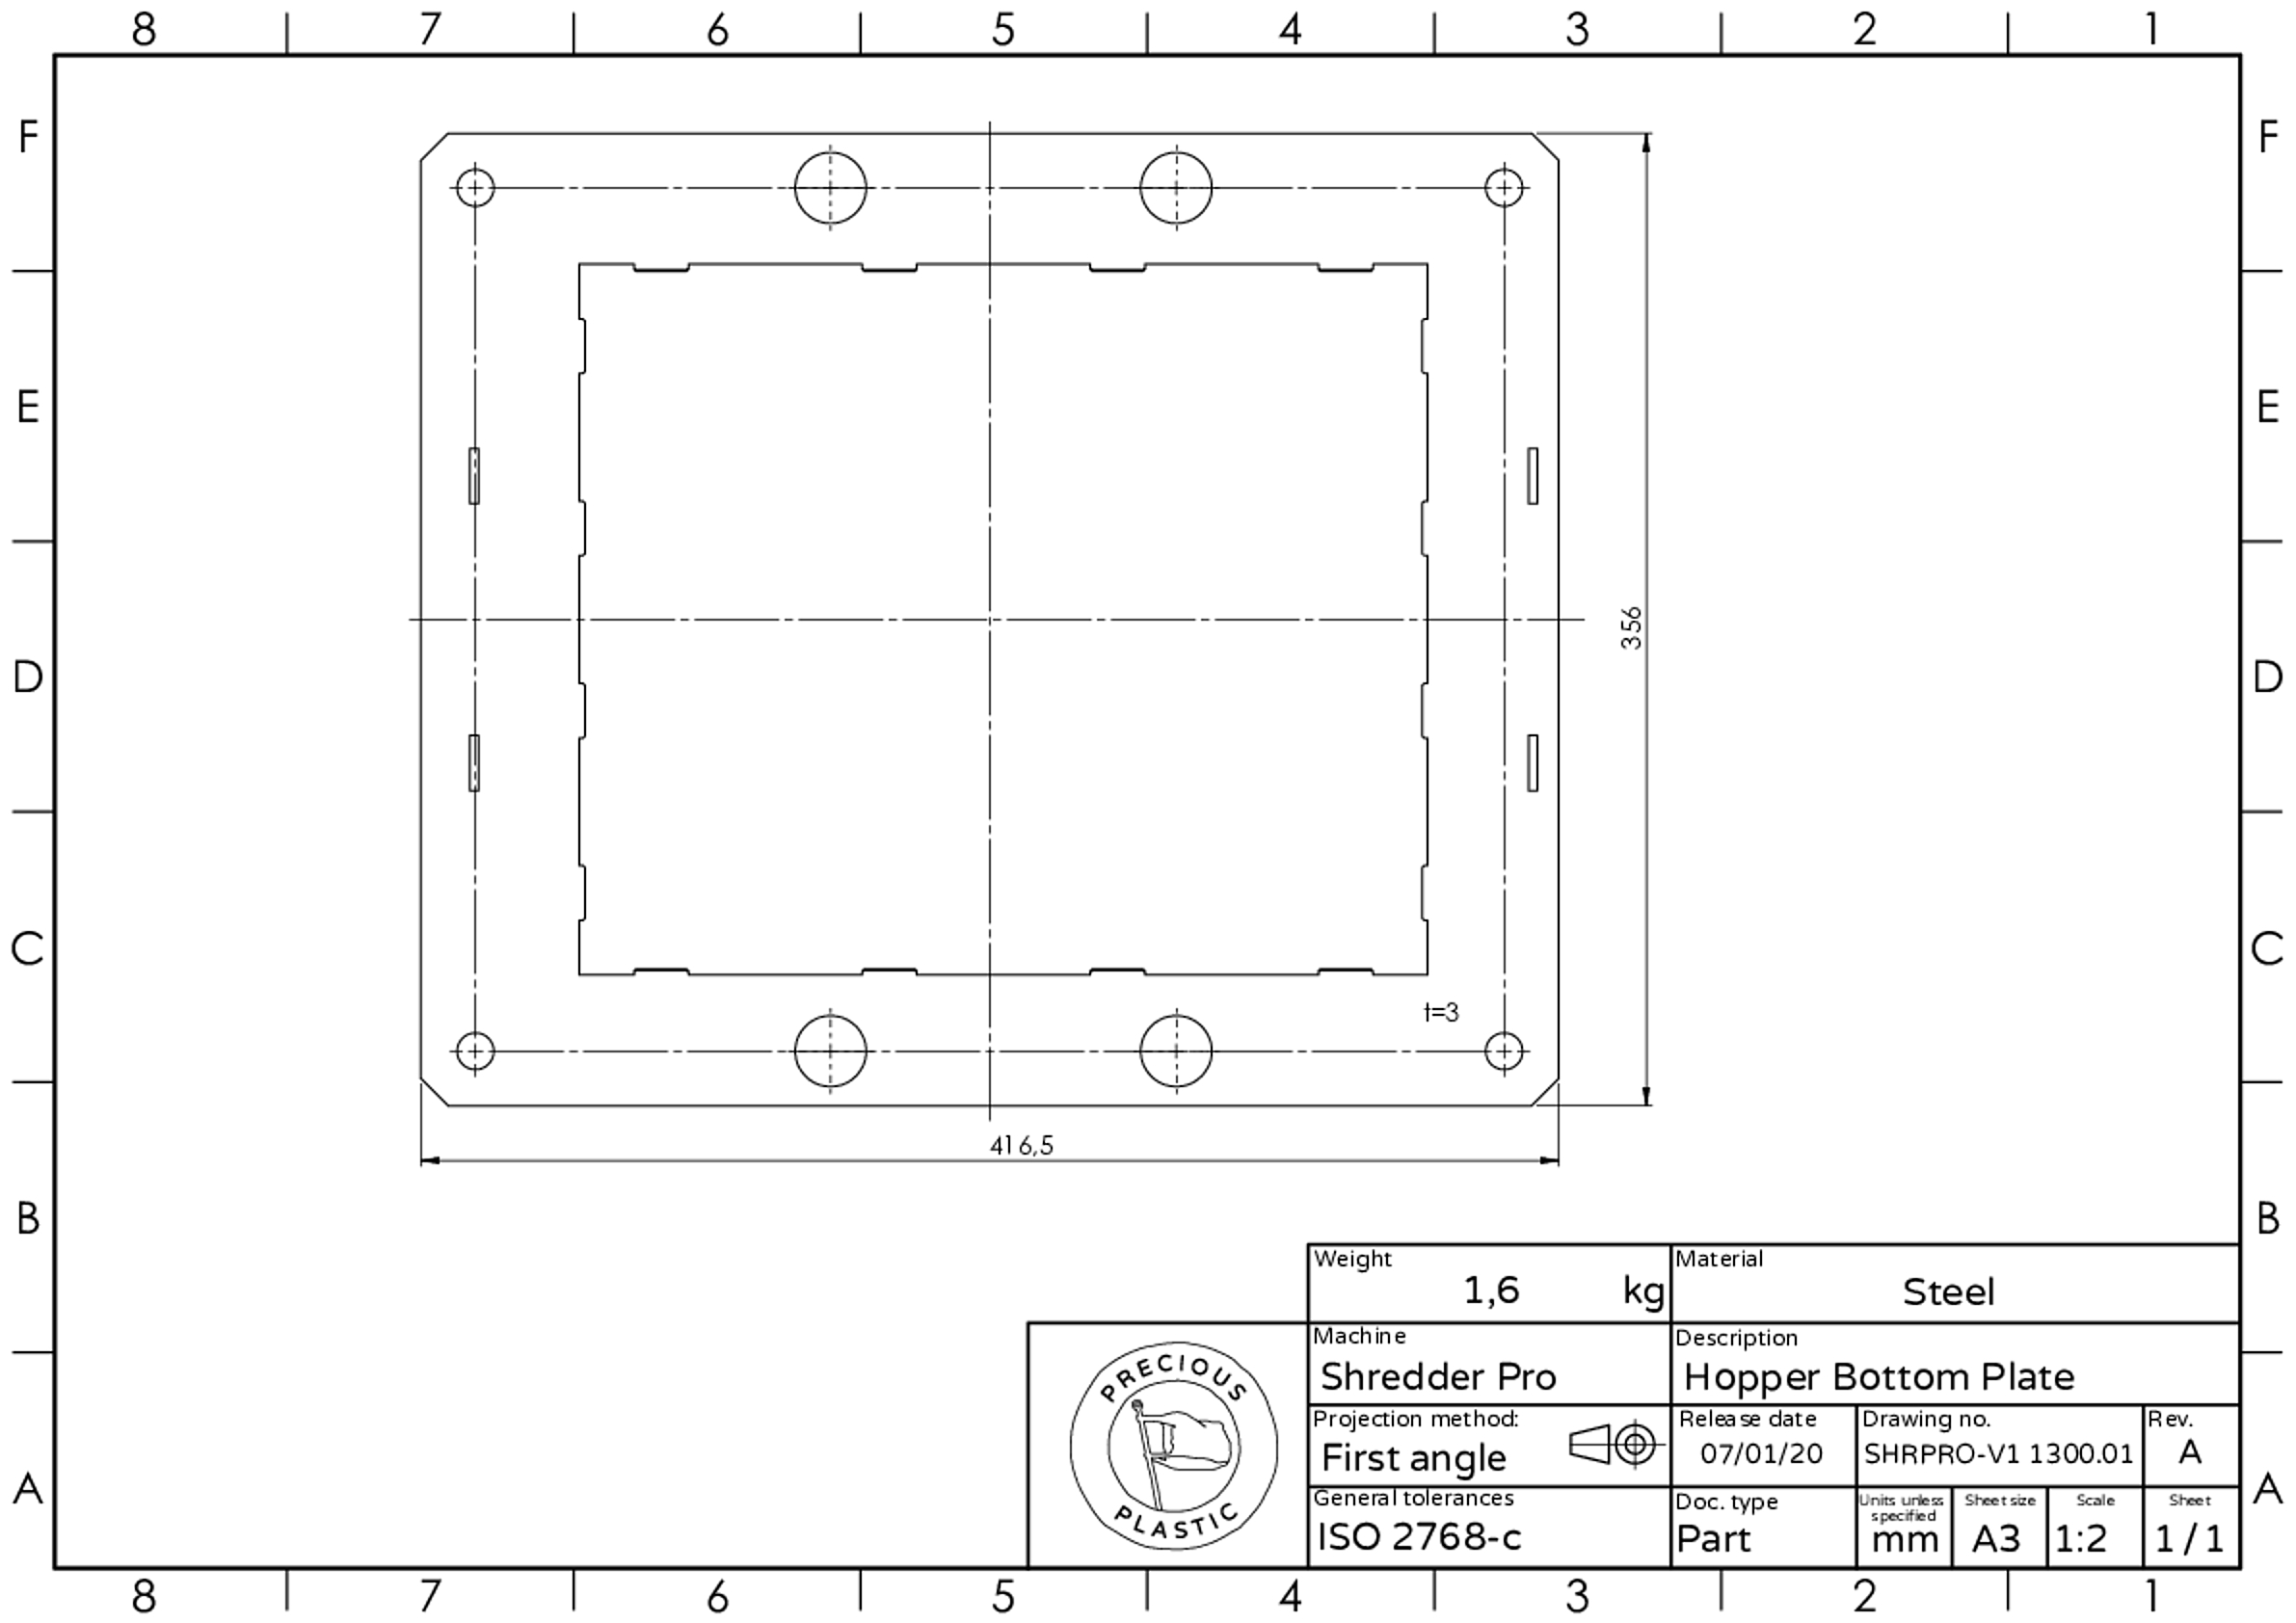 8 7 6 5 4 3 2 1
F F
E E
D D
C C
B B
A A
356
t=3
416,5
Weight
1,6 kg
Material
Steel
Machine
Shredder Pro
Description
Hopper Bottom Plate
Projection method:
First angle
Release date
07/01/20
Drawing no.
SHRPRO-V1 1300.01
Rev.
A
General tolerances
ISO 2768-c
Doc. type
Part
Units unless
specified
mm
Sheet size
A3
Scale
1:2
Sheet
1 / 1
PRECIOUS
PLASTIC
8 7 6 5 4 3 2 1